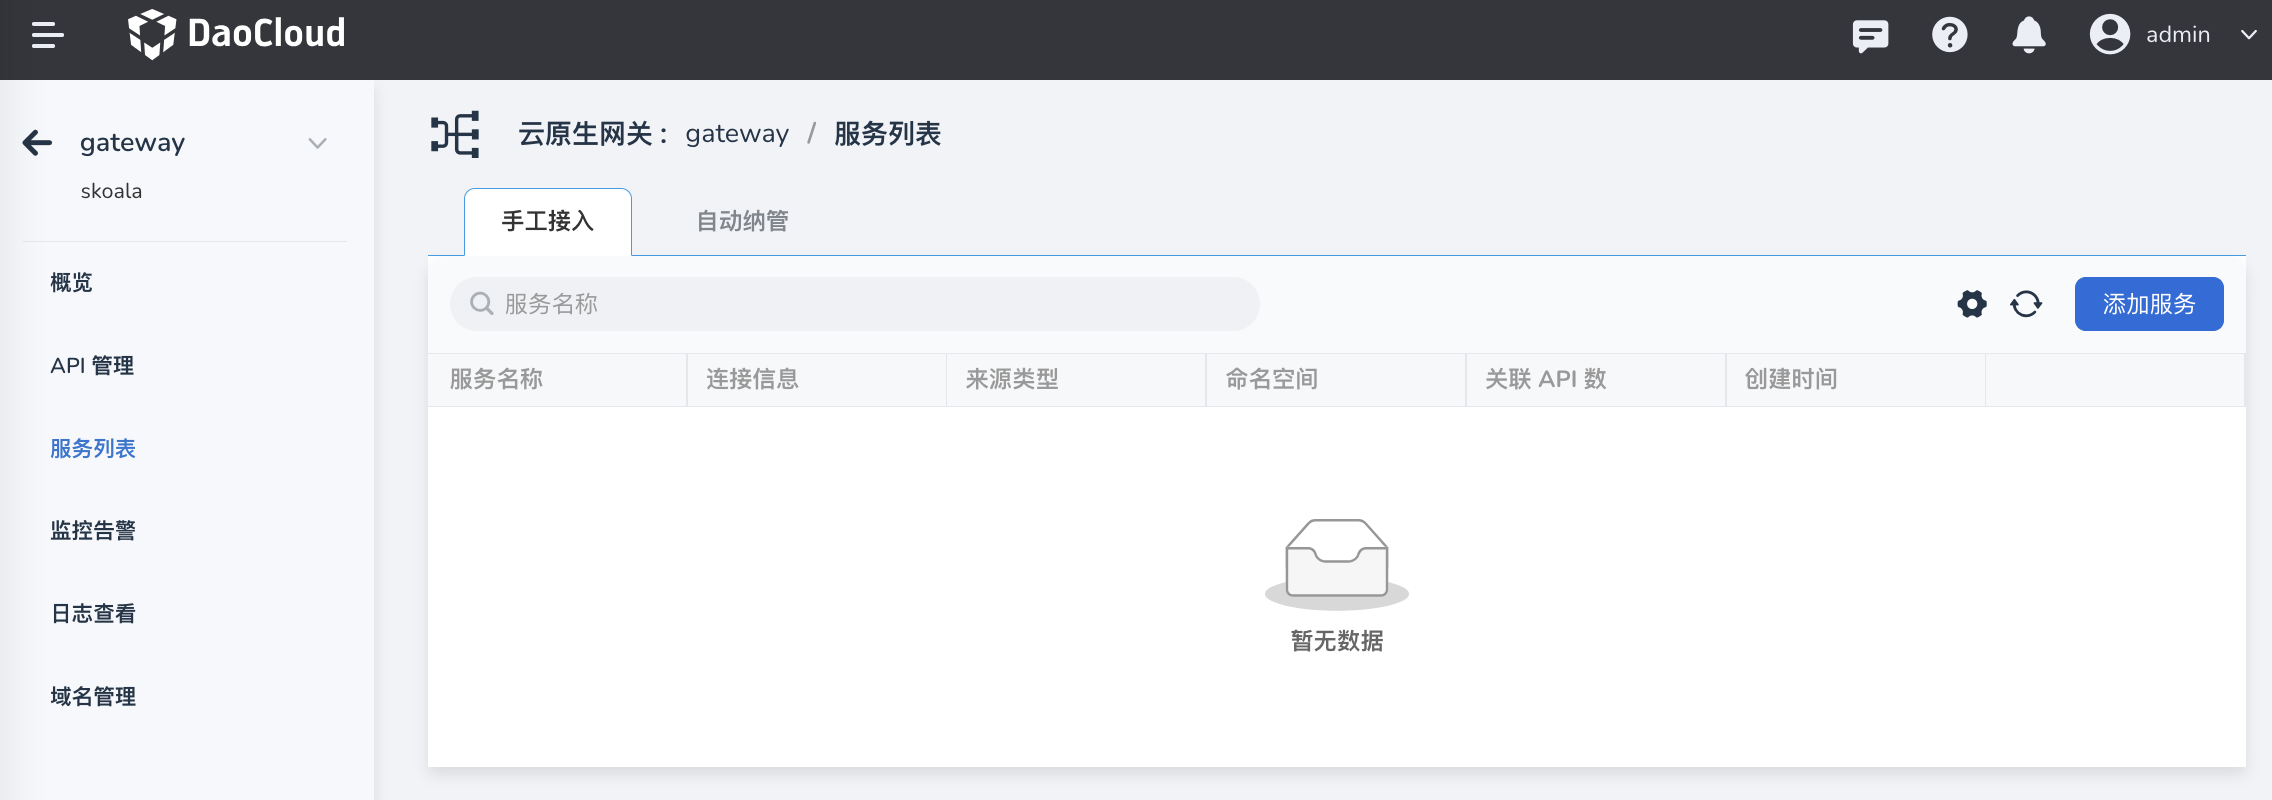 DaoCloud
admin
gateway
skoala
概览
API 管理
服务列表
监控告警
日志查看
域名管理
云原生网关： gateway / 服务列表
手工接入 自动纳管
服务名称 添加服务
服务名称 连接信息 来源类型 命名空间 关联 API 数 创建时间
暂无数据